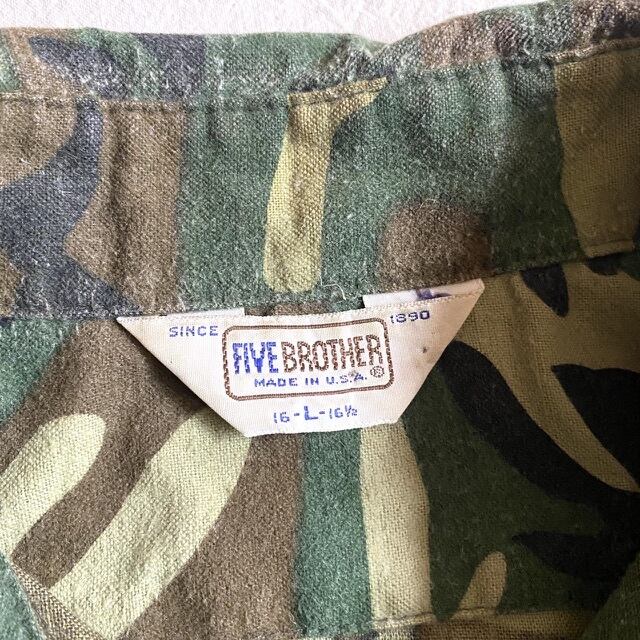 SINCE 1890
FIVE BROTHER®
MADE IN U.S.A.
16-L-16½